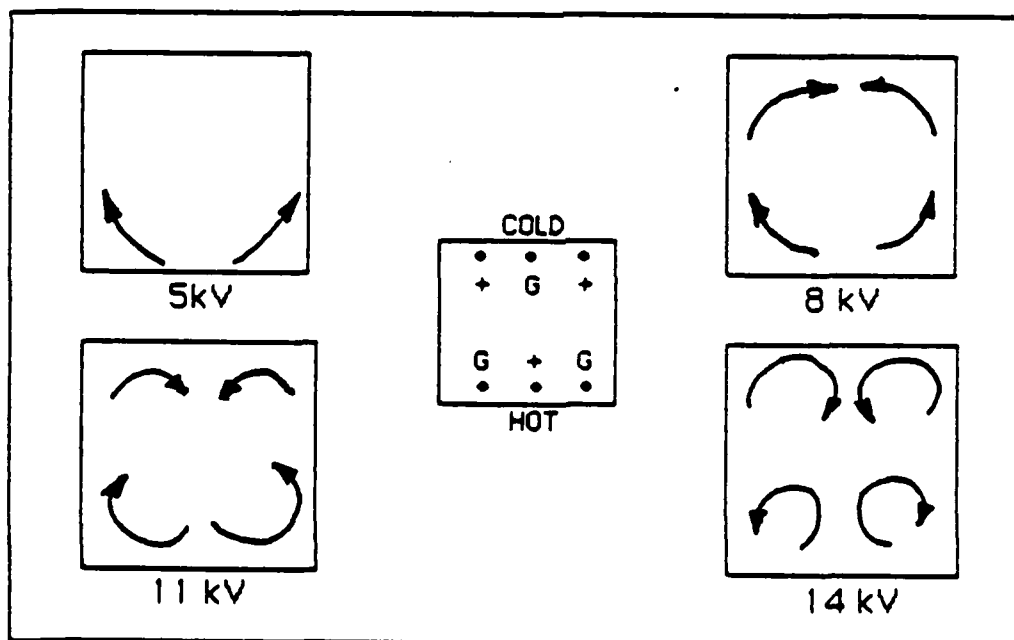 5kV
8 kV
COLD
+ G +
G + G
HOT
11 kV
14 kV